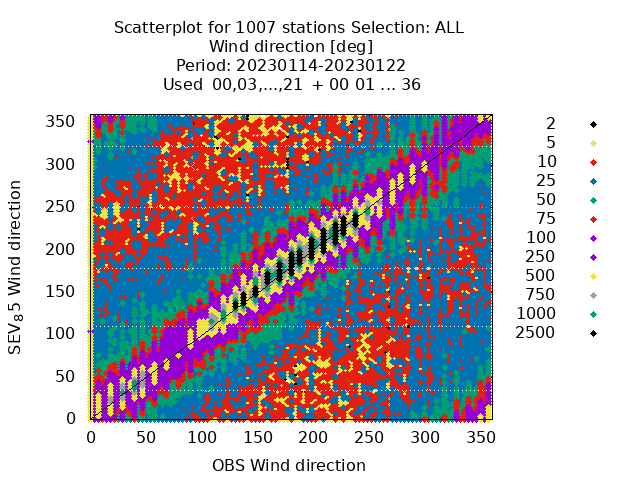 Scatterplot for 1007 stations Selection: ALL
Wind direction [deg]
Period: 20230114-20230122
Used 00,03,...,21 + 00 01 ... 36
SEV₈5 Wind direction
350
300
250
200
150
100
50
0
0 50 100 150 200 250 300 350
OBS Wind direction
2
5
10
25
50
75
100
250
500
750
1000
2500